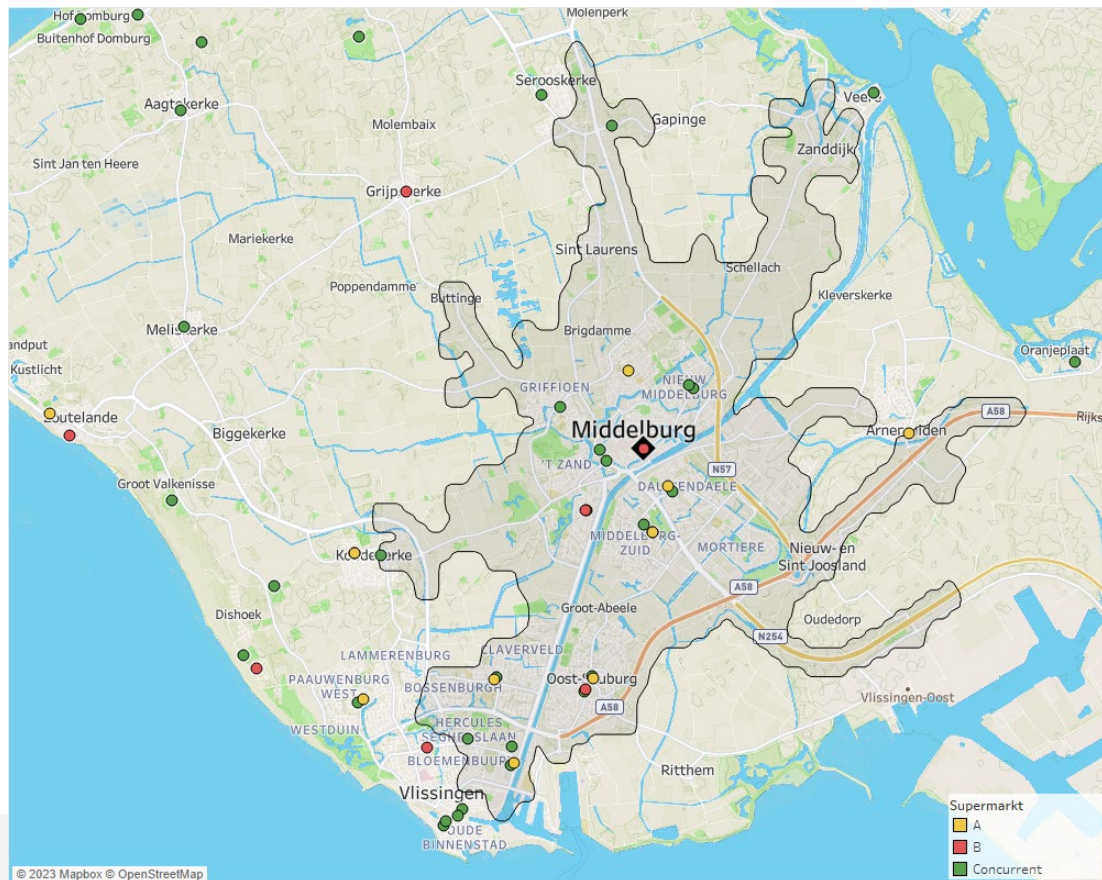 Hof Domburg
Molenperk
Buitenhof Domburg
Serooskerke
Aagtekerke
Veere
Gapinge
Molembaix
Zanddijk
Sint Jan ten Heere
Grijpskerke
Mariekerke
Sint Laurens
Schellach
Poppendamme
Buttinge
Kleverskerke
Meliskerke
Brigdamme
Oranjeplaat
Kustlicht
GRIFFIOEN
NIEUW
MIDDELBURG
Zoutelande
Biggekerke
Middelburg
Arnemuiden
A58
'T ZAND
N57
Groot Valkenisse
DAUWENDAELE
MIDDELBURG-
ZUID
MORTIERE
Nieuw- en
Sint Joosland
Koudekerke
A58
Dishoek
Groot-Abeele
Oudedorp
N254
LAMMERENBURG
CLAVERVELD
PAAUWENBURG
WEST
BOSSENBURGH
Oost-Souburg
Vlissingen-Oost
A58
WESTDUIN
HERCULES
SEGHERSLAAN
BLOEMENBUURT
Ritthem
Vlissingen
OUDE
BINNENSTAD
Supermarkt
A
B
Concurrent
© 2023 Mapbox © OpenStreetMap